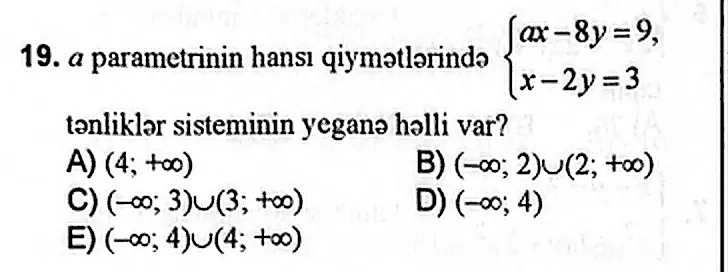 19. a parametrinin hansı qiymətlərində { ax – 8y = 9,
x – 2y = 3
tənliklər sisteminin yeganə həlli var?
A) (4; +∞) B) (–∞; 2)∪(2; +∞)
C) (–∞; 3)∪(3; +∞) D) (–∞; 4)
E) (–∞; 4)∪(4; +∞)